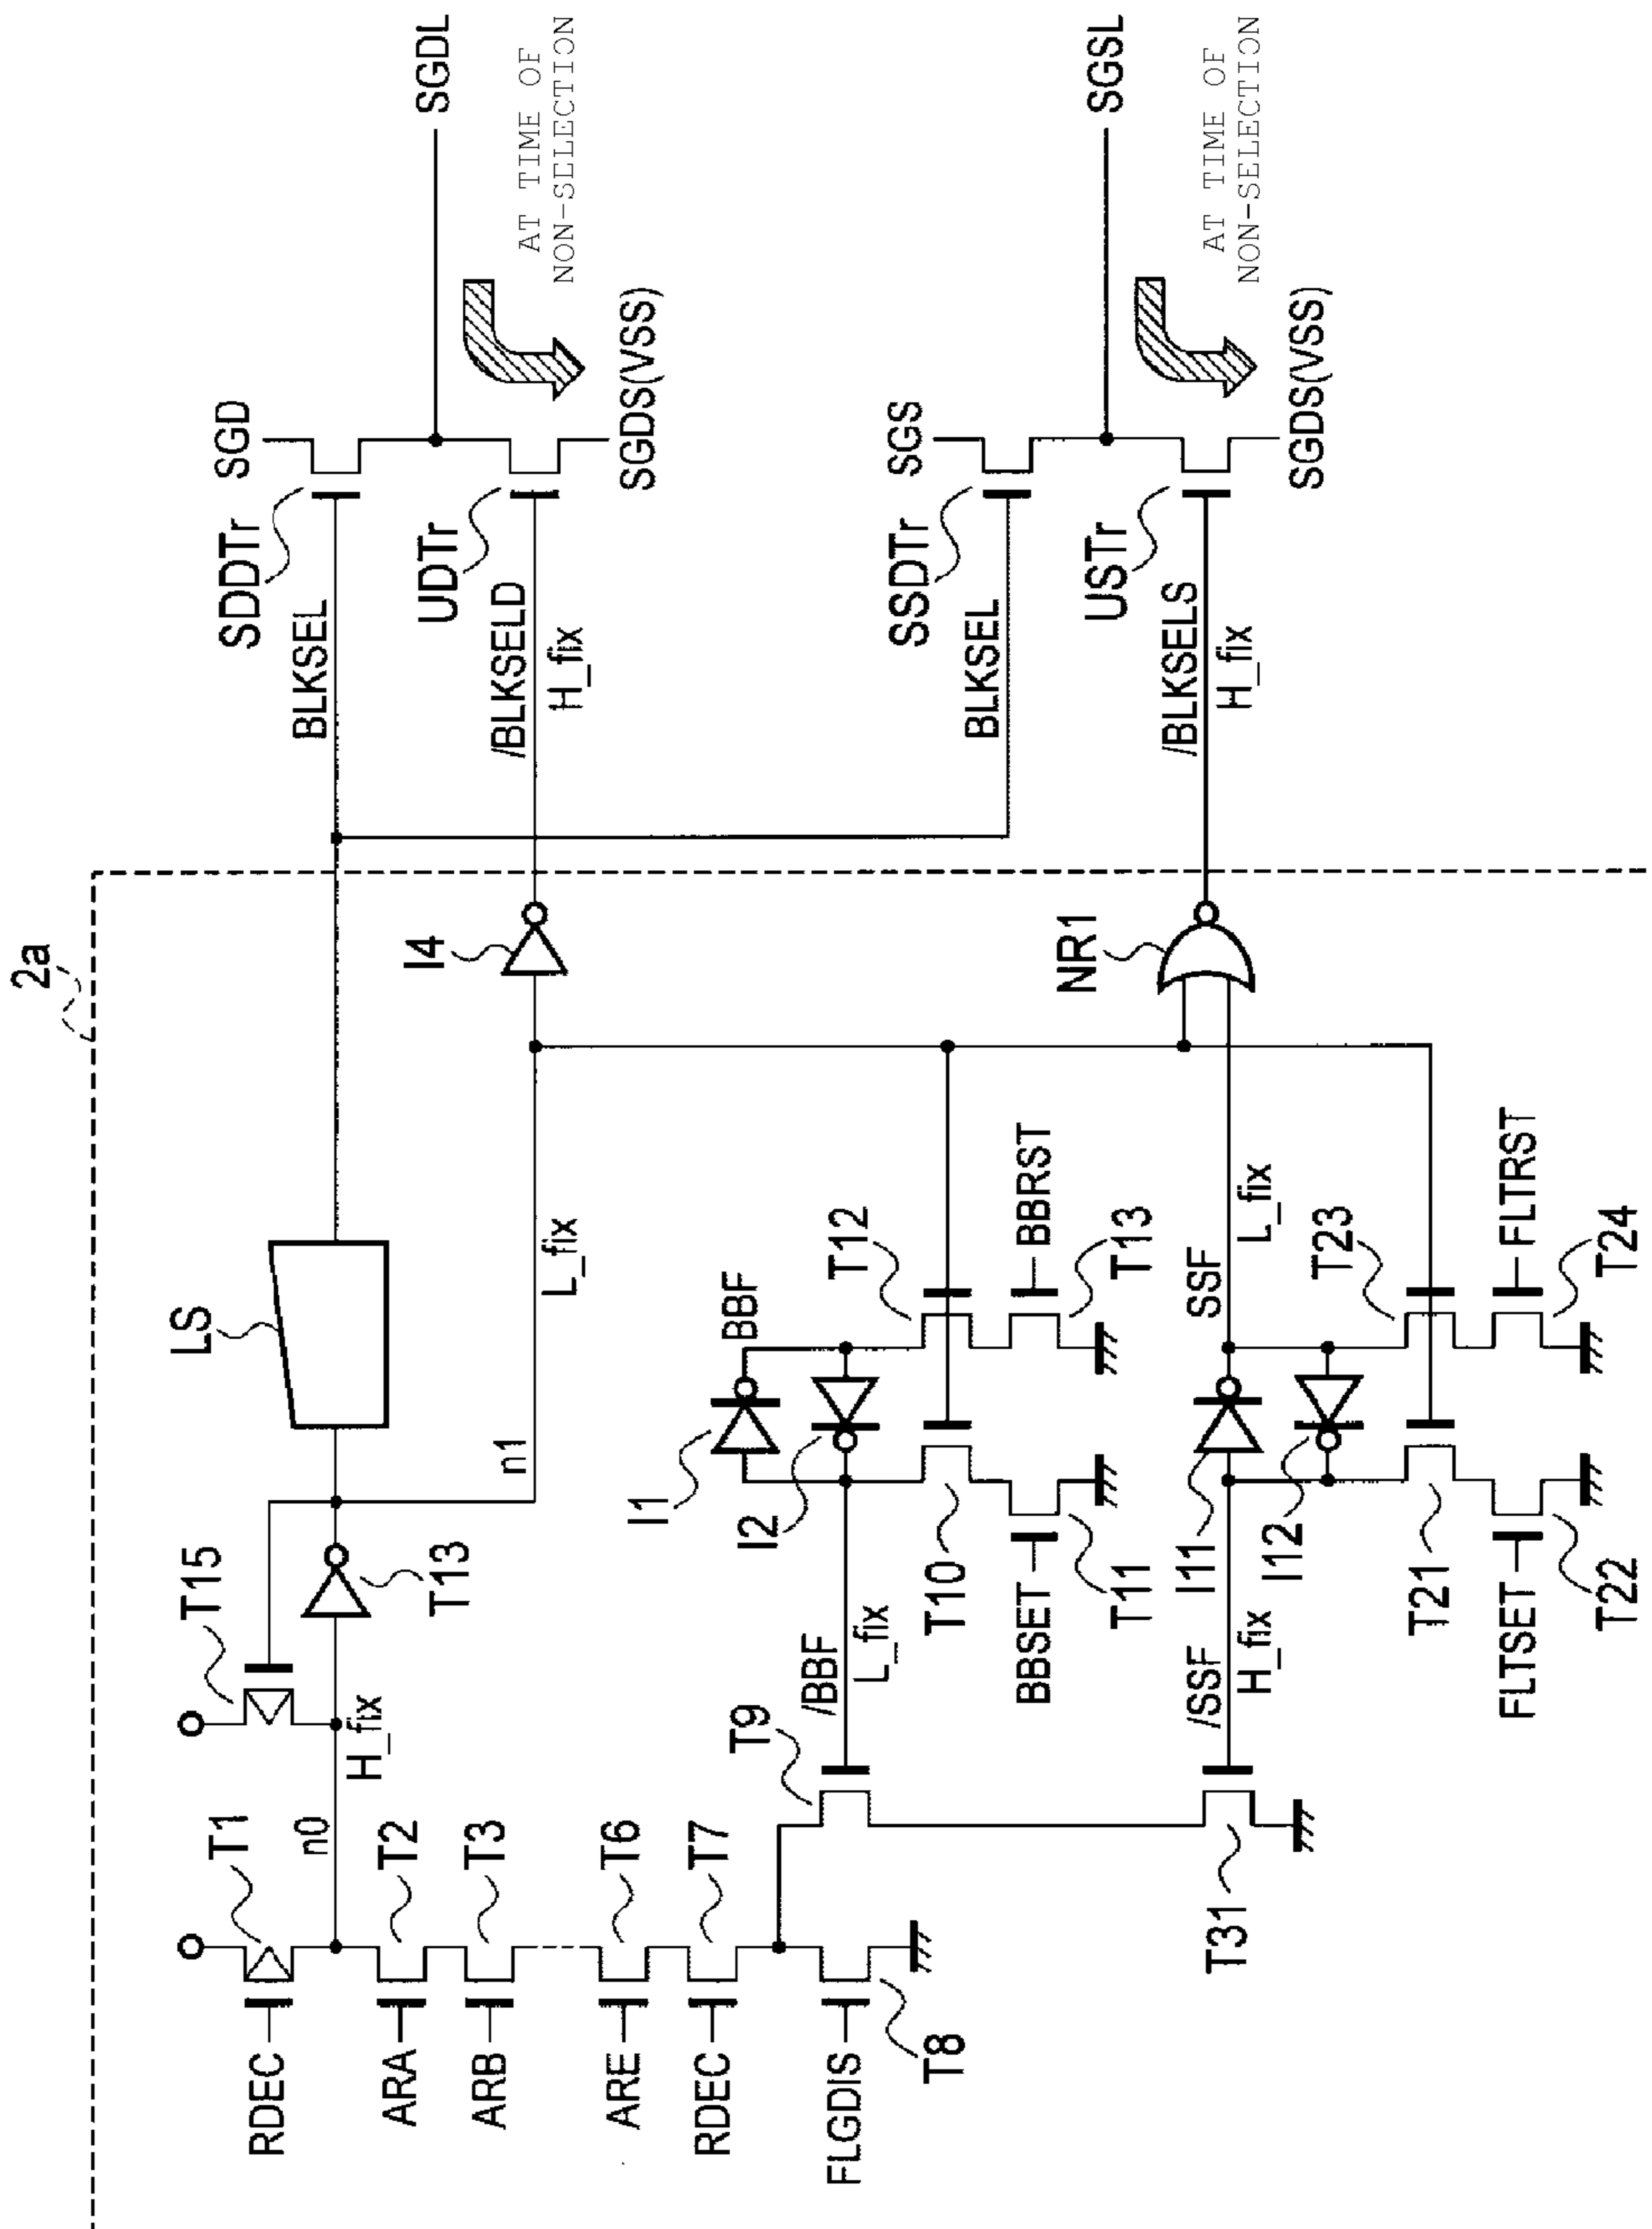 2a
RDEC
T1
n0
H_fix
T15
T13
n1
L_fix
LS
BLKSEL
SDDTr
SGD
SGDL
AT TIME OF
NON-SELECTION
ARA
T2
ARB
T3
ARE
T6
RDEC
T7
FLGDIS
T8
I4
/BLKSELD
H_fix
UDTr
SGDS(VSS)
T9
/BBF
L_fix
I1
I2
BBF
T12
T10
BBSET
T11
BBRST
T13
BLKSEL
SSDTr
SGS
SGSL
AT TIME OF
NON-SELECTION
T31
/SSF
H_fix
I11
I12
SSF
L_fix
NR1
/BLKSELS
H_fix
USTr
SGDS(VSS)
T21
T23
FLTSET
T22
FLTRST
T24